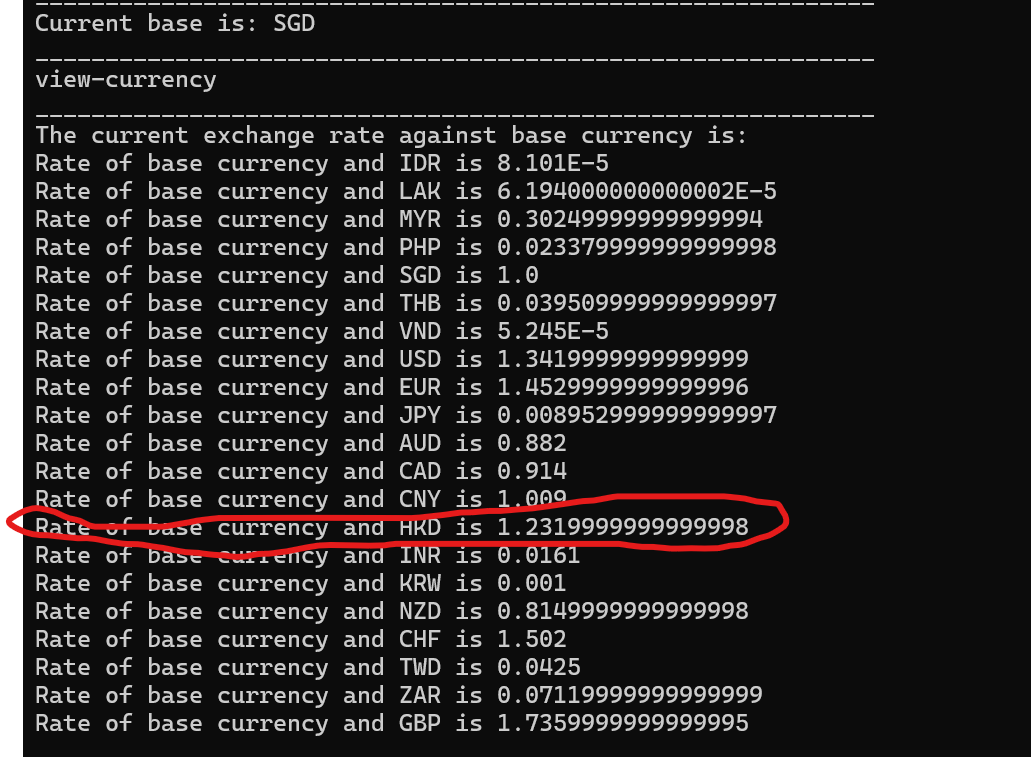 Current base is: SGD
view-currency
The current exchange rate against base currency is:
Rate of base currency and IDR is 8.101E-5
Rate of base currency and LAK is 6.194000000000002E-5
Rate of base currency and MYR is 0.30249999999999994
Rate of base currency and PHP is 0.023379999999999998
Rate of base currency and SGD is 1.0
Rate of base currency and THB is 0.039509999999999997
Rate of base currency and VND is 5.245E-5
Rate of base currency and USD is 1.3419999999999999
Rate of base currency and EUR is 1.4529999999999996
Rate of base currency and JPY is 0.008952999999999997
Rate of base currency and AUD is 0.882
Rate of base currency and CAD is 0.914
Rate of base currency and CNY is 1.009
Rate of base currency and HKD is 1.2319999999999998
Rate of base currency and INR is 0.0161
Rate of base currency and KRW is 0.001
Rate of base currency and NZD is 0.8149999999999998
Rate of base currency and CHF is 1.502
Rate of base currency and TWD is 0.0425
Rate of base currency and ZAR is 0.07119999999999999
Rate of base currency and GBP is 1.7359999999999995